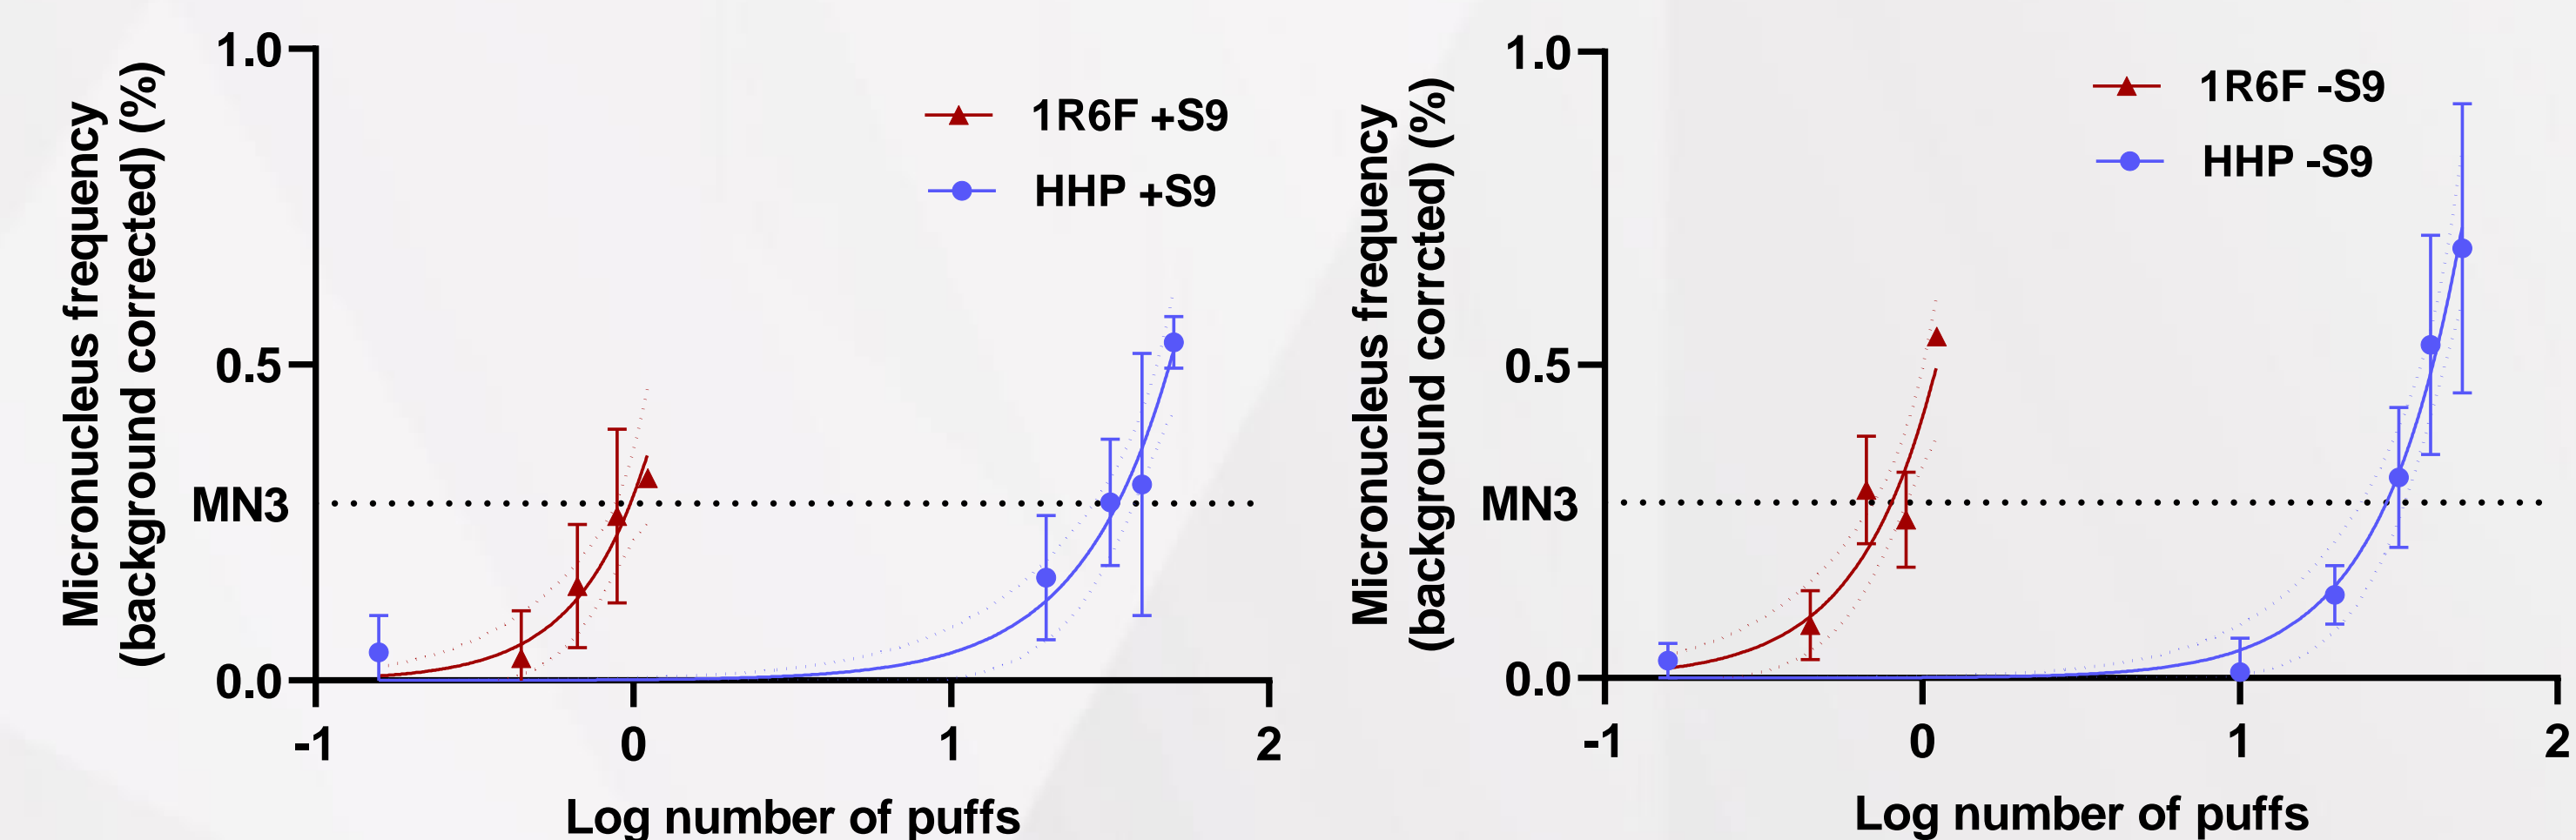 Micronucleus frequency
(background corrected) (%)
1.0
0.5
MN3
0.0
-1
0
1
2
Log number of puffs
1R6F +S9
HHP +S9
Micronucleus frequency
(background corrcted) (%)
1.0
0.5
MN3
0.0
-1
0
1
2
Log number of puffs
1R6F -S9
HHP -S9